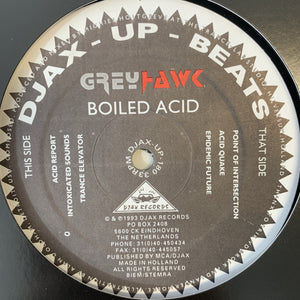 DJAX - UP - BEATS
GREYHAWK
BOILED ACID
THIS SIDE
ACID REPORT
INTOXICATED SOUNDS
TRANCE ELEVATOR
THAT SIDE
POINT OF INTERSECTION
ACID QUAKE
EPIDEMIC FUTURE
33RPM DJAX-UP-190
DJAX RECORDS
© & ℗1993 DJAX RECORDS
PO BOX 2408
5600 CK EINDHOVEN
THE NETHERLANDS
PHONE: 31(0)40 450434
FAX: 31(0)40-445057
PUBLISHED BY MCA/DJAX
MADE IN HOLLAND
ALL RIGHTS RESERVED
BIEM/STEMRA